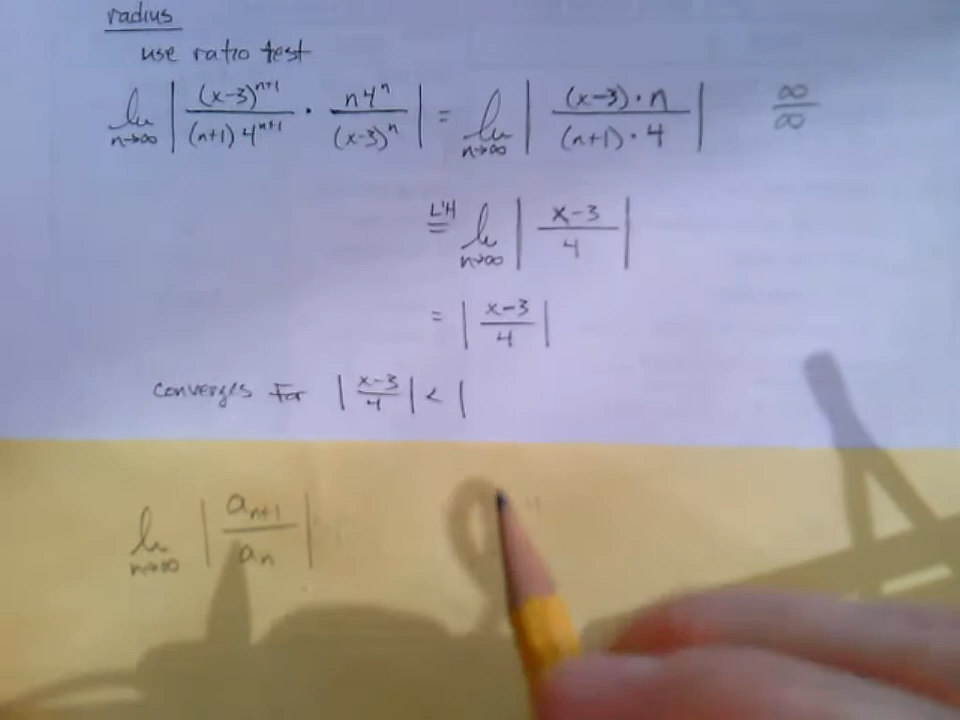 radius
use ratio test
lim n→∞ | (x-3)^{n+1} / (n+1) 4^{n+1} · n4^n / (x-3)^n | = lim n→∞ | (x-3)·n / (n+1)·4 | ∞/∞
L'H = lim n→∞ | x-3 / 4 |
= | x-3 / 4 |
converges for | x-3 / 4 | < 1
lim n→∞ | a_{n+1} / a_n |